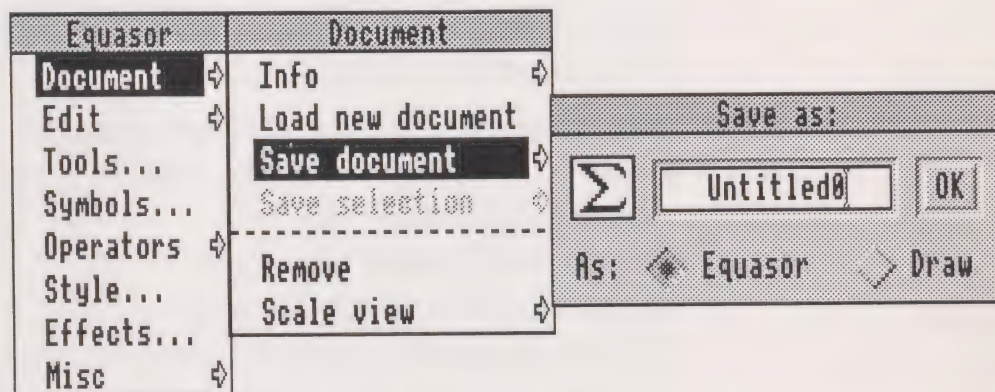 Equasor
Document
Edit
Tools...
Symbols...
Operators
Style...
Effects...
Misc
Document
Info
Load new document
Save document
Save selection
Remove
Scale view
Save as:
Untitled0
OK
As: Equasor Draw